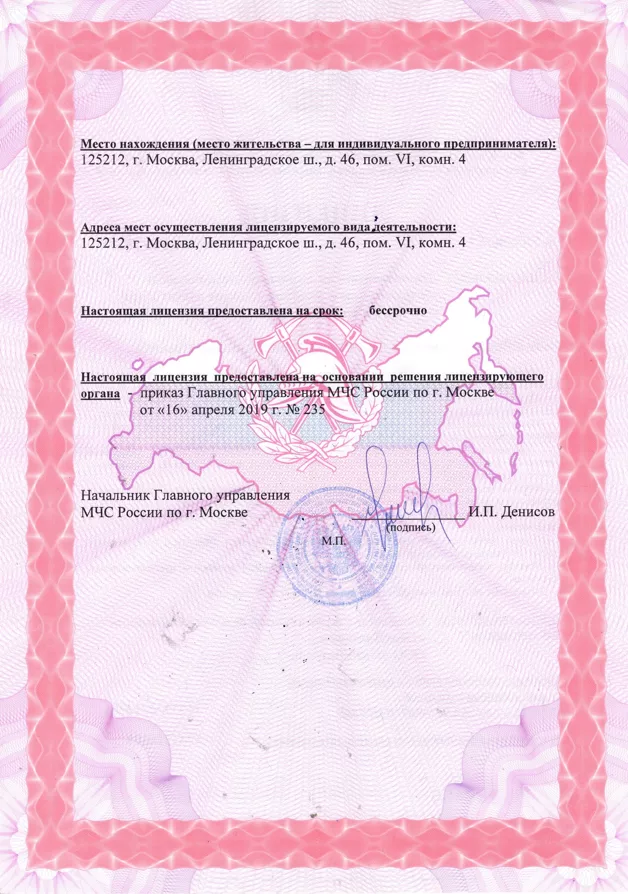 Место нахождения (место жительства – для индивидуального предпринимателя):
125212, г. Москва, Ленинградское ш., д. 46, пом. VI, комн. 4
Адреса мест осуществления лицензируемого вида деятельности:
125212, г. Москва, Ленинградское ш., д. 46, пом. VI, комн. 4
Настоящая лицензия предоставлена на срок: бессрочно
Настоящая лицензия предоставлена на основании решения лицензирующего
органа - приказ Главного управления МЧС России по г. Москве
от «16» апреля 2019 г. № 235
Начальник Главного управления
МЧС России по г. Москве И.П. Денисов
(подпись)
М.П.